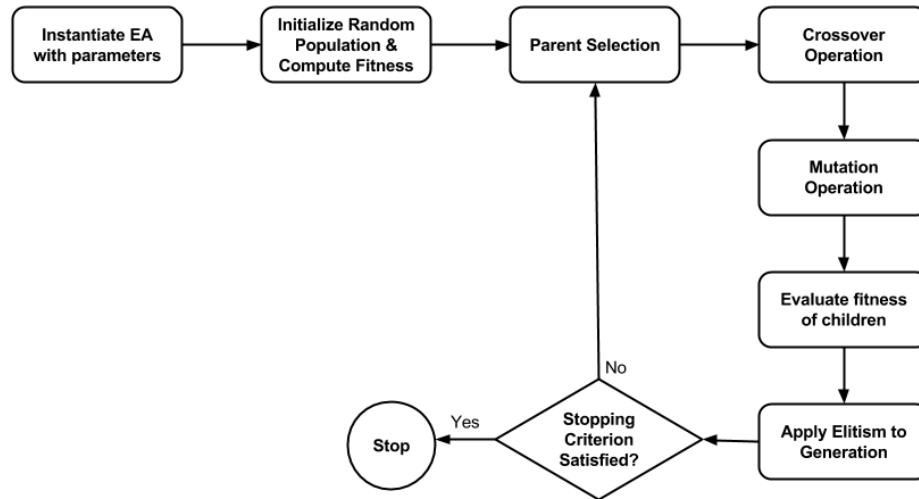 Instantiate EA
with parameters
Initialize Random
Population &
Compute Fitness
Parent Selection
Crossover
Operation
Mutation
Operation
Evaluate fitness
of children
Apply Elitism to
Generation
No
Stopping
Criterion
Satisfied?
Yes
Stop